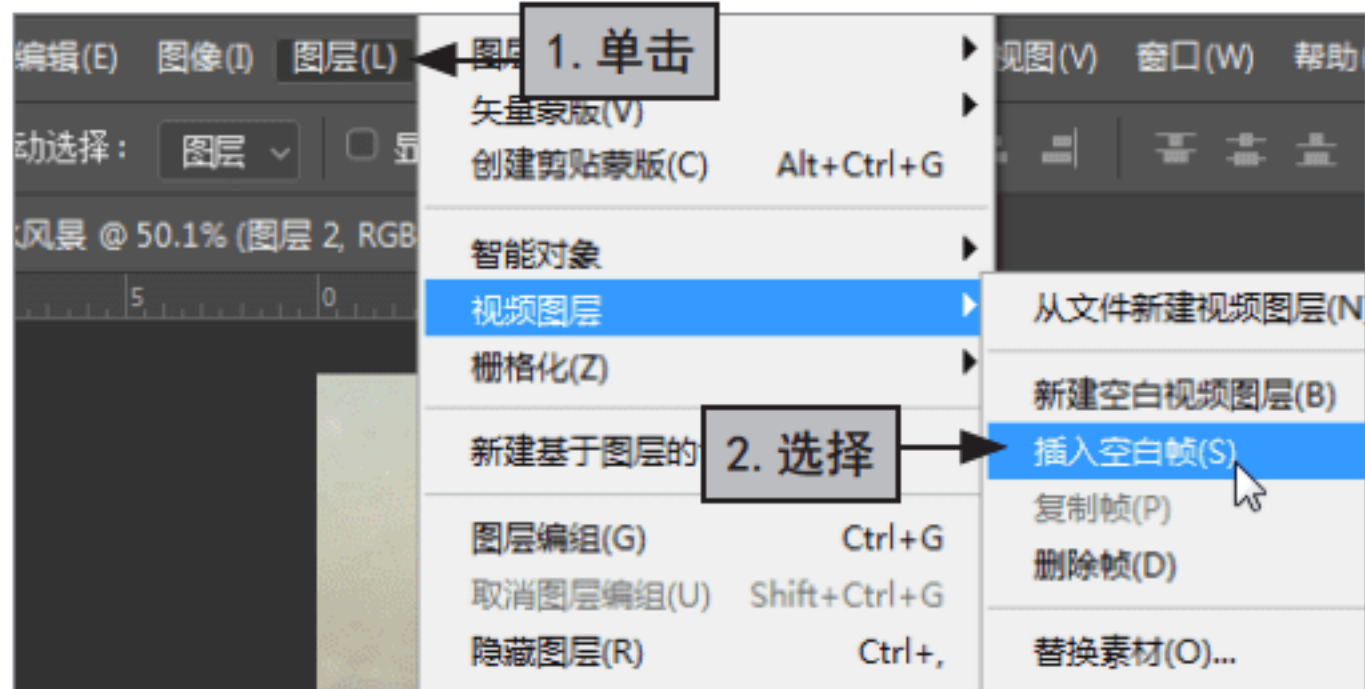 编辑(E) 图像(I) 图层(L)
1. 单击
视图(V) 窗口(W) 帮助
动选择： 图层
矢量蒙版(V)
创建剪贴蒙版(C) Alt+Ctrl+G
风景 @ 50.1% (图层 2, RGB
5 0
智能对象
视频图层
栅格化(Z)
新建基于图层的
2. 选择
图层编组(G) Ctrl+G
取消图层编组(U) Shift+Ctrl+G
隐藏图层(R) Ctrl+,
从文件新建视频图层(N
新建空白视频图层(B)
插入空白帧(S)
复制帧(P)
删除帧(D)
替换素材(O)...